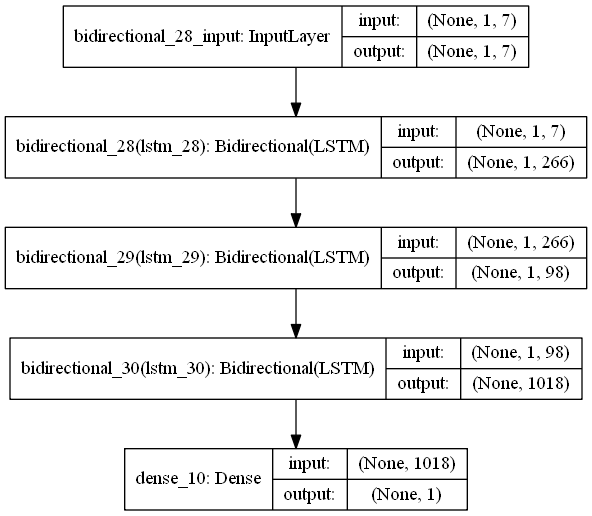 bidirectional_28_input: InputLayer
input: (None, 1, 7)
output: (None, 1, 7)
bidirectional_28(lstm_28): Bidirectional(LSTM)
input: (None, 1, 7)
output: (None, 1, 266)
bidirectional_29(lstm_29): Bidirectional(LSTM)
input: (None, 1, 266)
output: (None, 1, 98)
bidirectional_30(lstm_30): Bidirectional(LSTM)
input: (None, 1, 98)
output: (None, 1018)
dense_10: Dense
input: (None, 1018)
output: (None, 1)